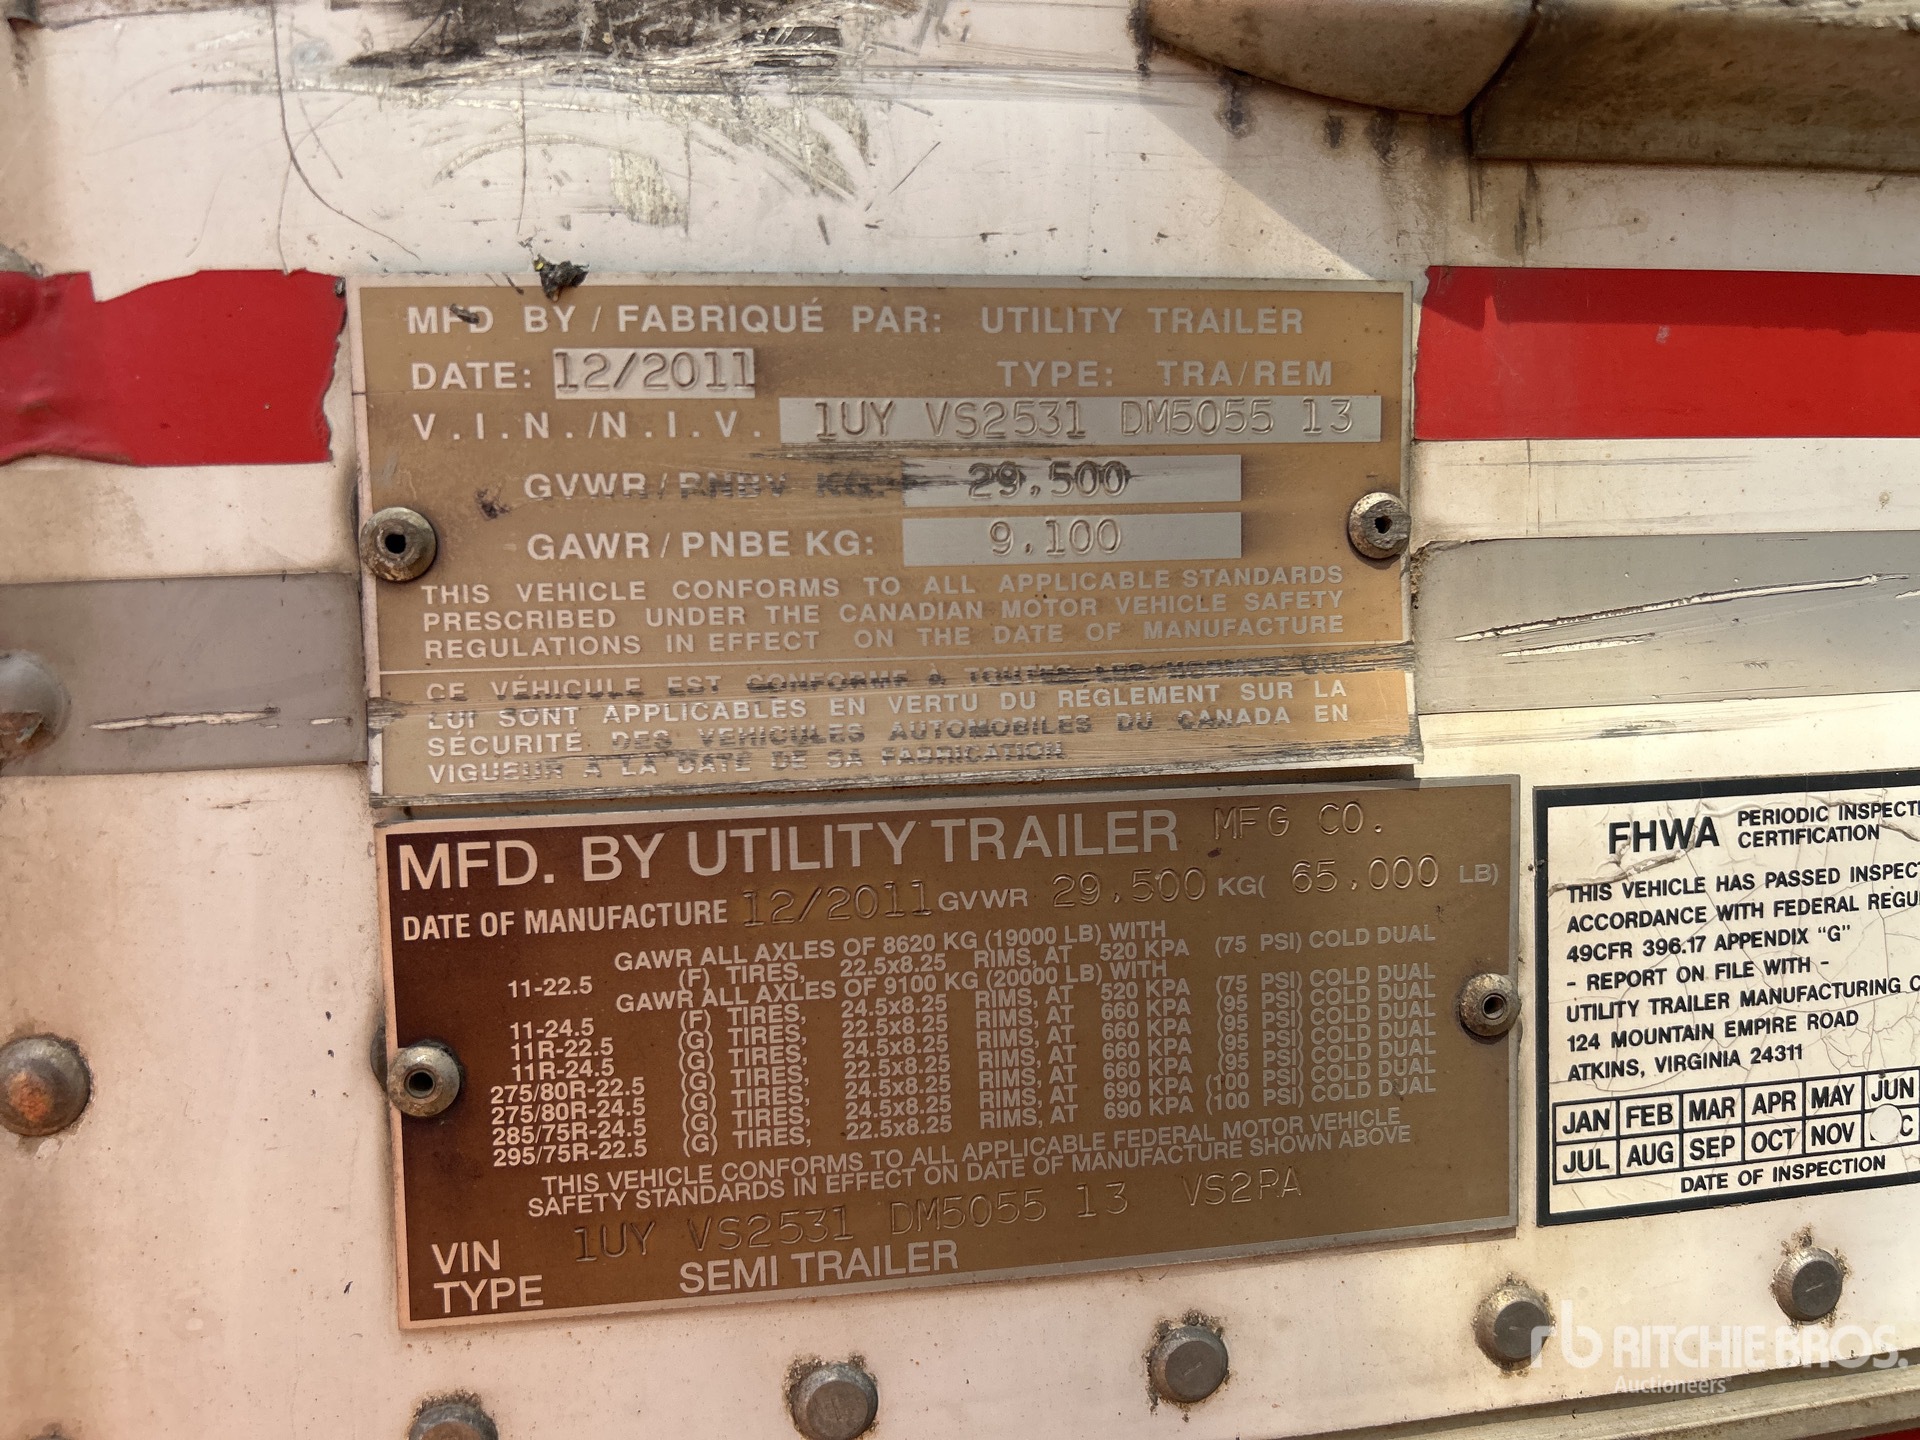 MFD BY / FABRIQUÉ PAR: UTILITY TRAILER
DATE: 12/2011 TYPE: TRA/REM
V.I.N./N.I.V. 1UY VS2531 DM5055 13
GVWR/PNBV KG: 29,500
GAWR/PNBE KG: 9,100
THIS VEHICLE CONFORMS TO ALL APPLICABLE STANDARDS
PRESCRIBED UNDER THE CANADIAN MOTOR VEHICLE SAFETY
REGULATIONS IN EFFECT ON THE DATE OF MANUFACTURE
CE VÉHICULE EST CONFORME À TOUTES LES NORMES QUI
LUI SONT APPLICABLES EN VERTU DU RÉGLEMENT SUR LA
SÉCURITÉ DES VEHICULES AUTOMOBILES DU CANADA EN
VIGUEUR A LA DATE DE SA FABRICATION
MFD. BY UTILITY TRAILER MFG CO.
DATE OF MANUFACTURE 12/2011 GVWR 29,500 KG( 65,000 LB)
GAWR ALL AXLES OF 8620 KG (19000 LB) WITH
11-22.5 (F) TIRES, 22.5x8.25 RIMS, AT 520 KPA (75 PSI) COLD DUAL
GAWR ALL AXLES OF 9100 KG (20000 LB) WITH
11-24.5 (F) TIRES, 24.5x8.25 RIMS, AT 520 KPA (75 PSI) COLD DUAL
11R-22.5 (G) TIRES, 22.5x8.25 RIMS, AT 660 KPA (95 PSI) COLD DUAL
11R-24.5 (G) TIRES, 24.5x8.25 RIMS, AT 660 KPA (95 PSI) COLD DUAL
275/80R-22.5 (G) TIRES, 22.5x8.25 RIMS, AT 660 KPA (95 PSI) COLD DUAL
275/80R-24.5 (G) TIRES, 24.5x8.25 RIMS, AT 660 KPA (95 PSI) COLD DUAL
285/75R-24.5 (G) TIRES, 24.5x8.25 RIMS, AT 690 KPA (100 PSI) COLD DUAL
295/75R-22.5 (G) TIRES, 22.5x8.25 RIMS, AT 690 KPA (100 PSI) COLD DUAL
THIS VEHICLE CONFORMS TO ALL APPLICABLE FEDERAL MOTOR VEHICLE
SAFETY STANDARDS IN EFFECT ON DATE OF MANUFACTURE SHOWN ABOVE
VIN 1UY VS2531 DM5055 13 VS2RA
TYPE SEMI TRAILER
FHWA PERIODIC INSPECTI
CERTIFICATION
THIS VEHICLE HAS PASSED INSPEC
ACCORDANCE WITH FEDERAL REGU
49CFR 396.17 APPENDIX "G"
- REPORT ON FILE WITH -
UTILITY TRAILER MANUFACTURING C
124 MOUNTAIN EMPIRE ROAD
ATKINS, VIRGINIA 24311
JAN FEB MAR APR MAY JUN
JUL AUG SEP OCT NOV C
DATE OF INSPECTION
rb RITCHIE BROS.
Auctioneers